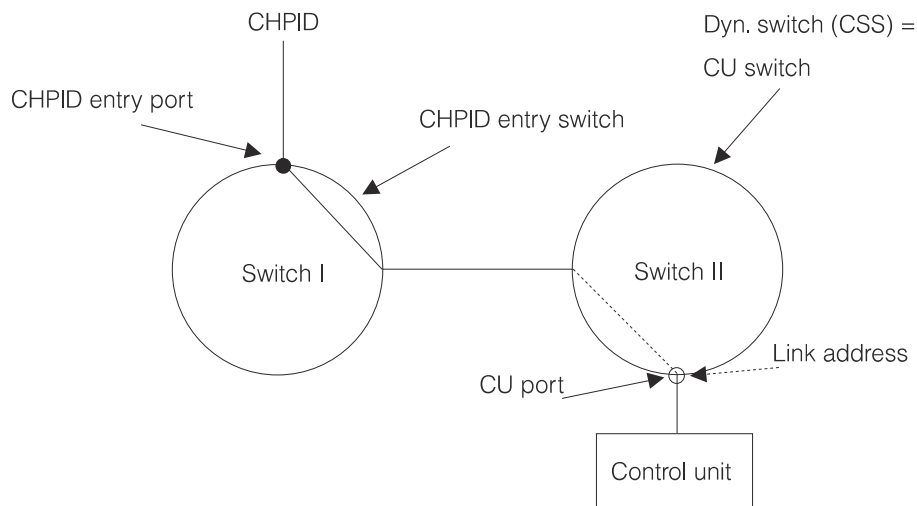 CHPID
Dyn. switch (CSS) =
CU switch
CHPID entry port
CHPID entry switch
Switch I
Switch II
Link address
CU port
Control unit